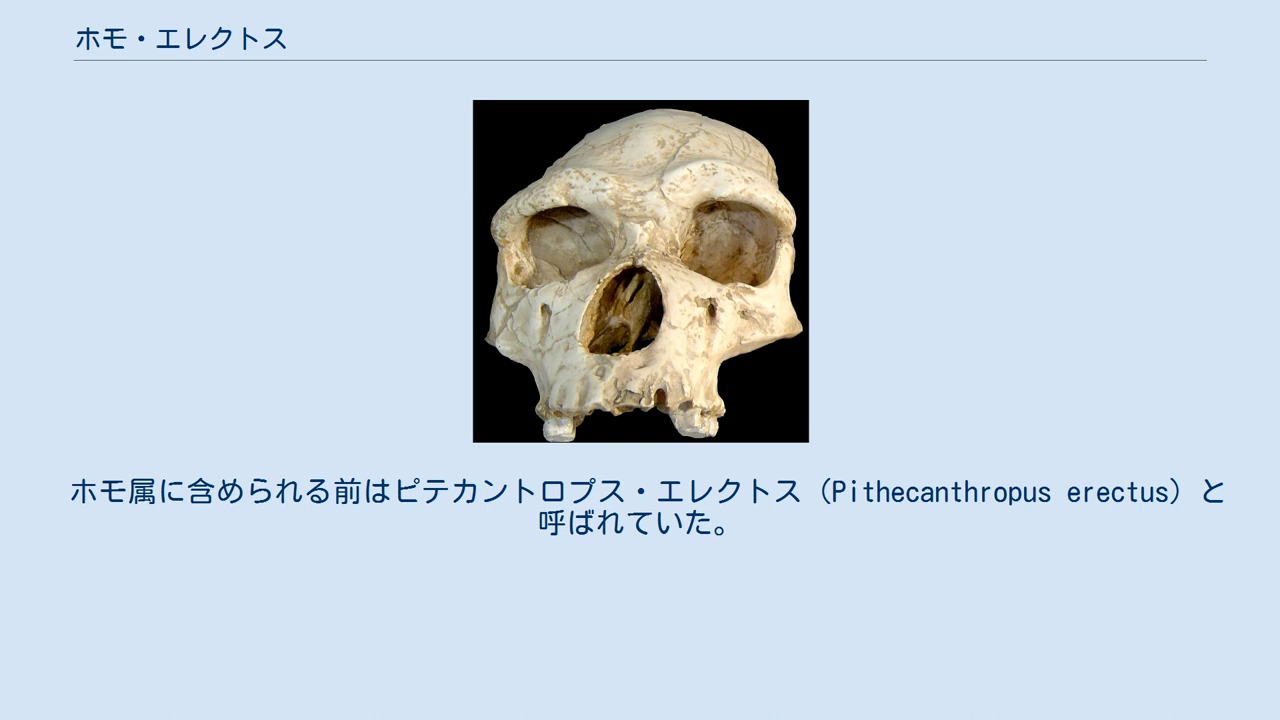 ホモ・エレクトス
ホモ属に含められる前はピテカントロプス・エレクトス（Pithecanthropus erectus）と
呼ばれていた。